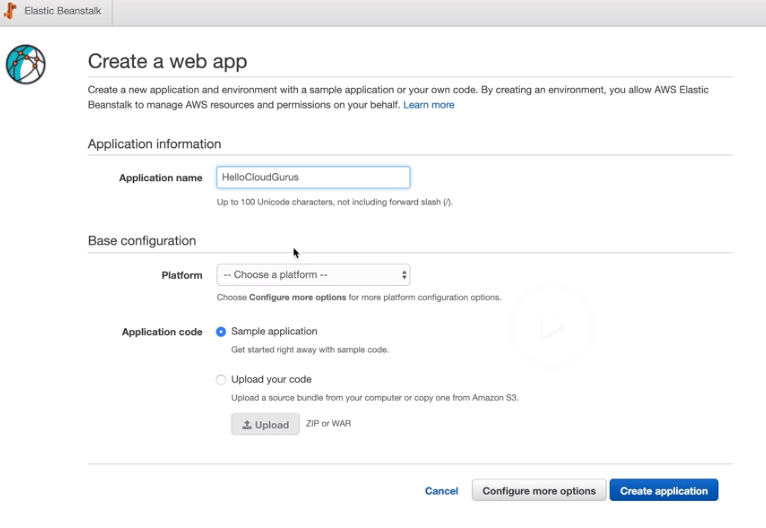 Elastic Beanstalk
Create a web app
Create a new application and environment with a sample application or your own code. By creating an environment, you allow AWS Elastic
Beanstalk to manage AWS resources and permissions on your behalf. Learn more
Application information
Application name HelloCloudGurus
Up to 100 Unicode characters, not including forward slash (/).
Base configuration
Platform -- Choose a platform --
Choose Configure more options for more platform configuration options.
Application code Sample application
Get started right away with sample code.
Upload your code
Upload a source bundle from your computer or copy one from Amazon S3.
Upload ZIP or WAR
Cancel Configure more options Create application